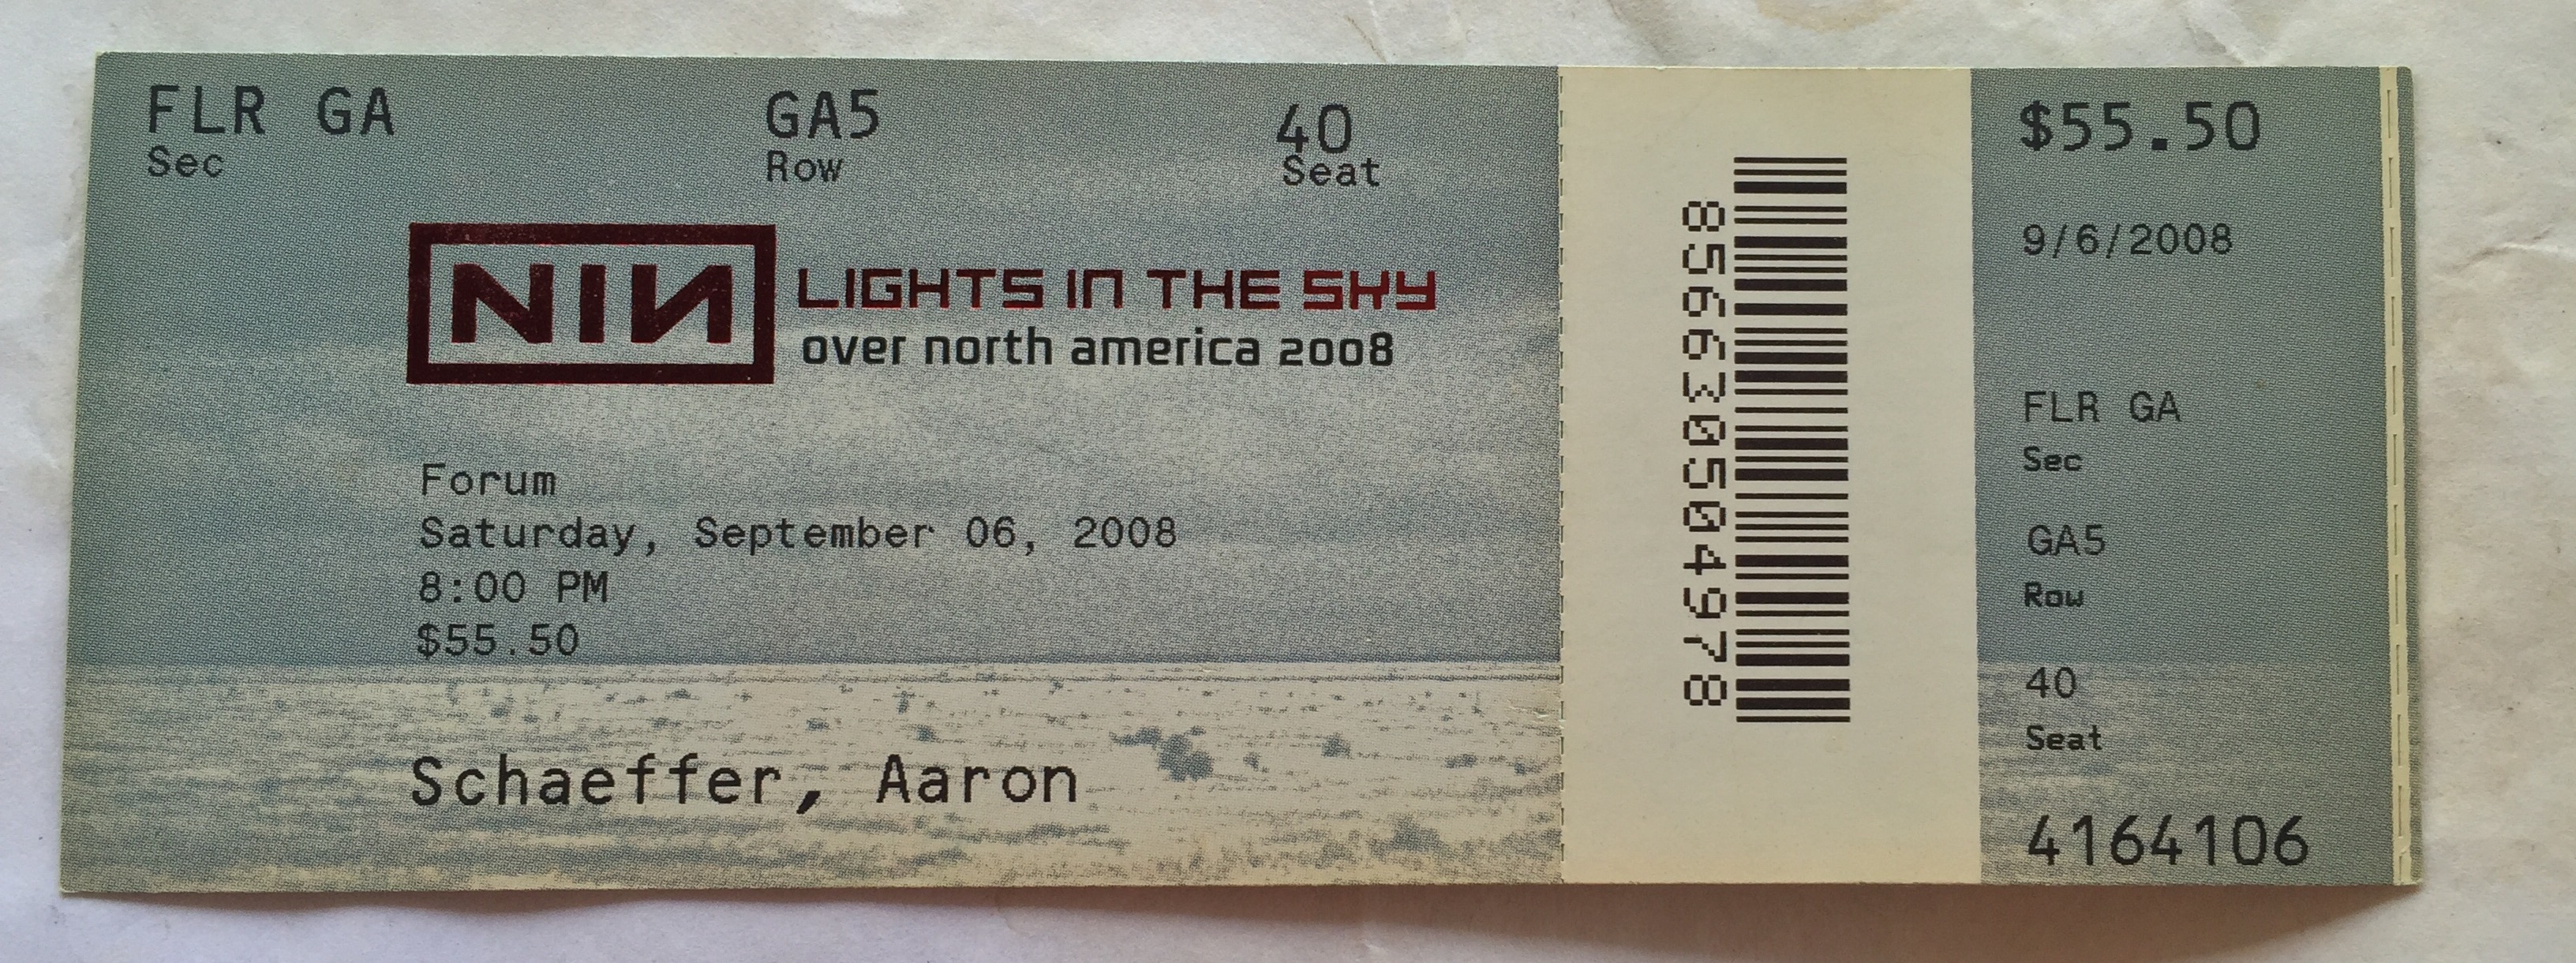 FLR GA GA5 40
Sec Row Seat
NIN LIGHTS IN THE SKY
over north america 2008
Forum
Saturday, September 06, 2008
8:00 PM
$55.50
Schaeffer, Aaron
856630504978
$55.50
9/6/2008
FLR GA
Sec
GA5
Row
40
Seat
4164106